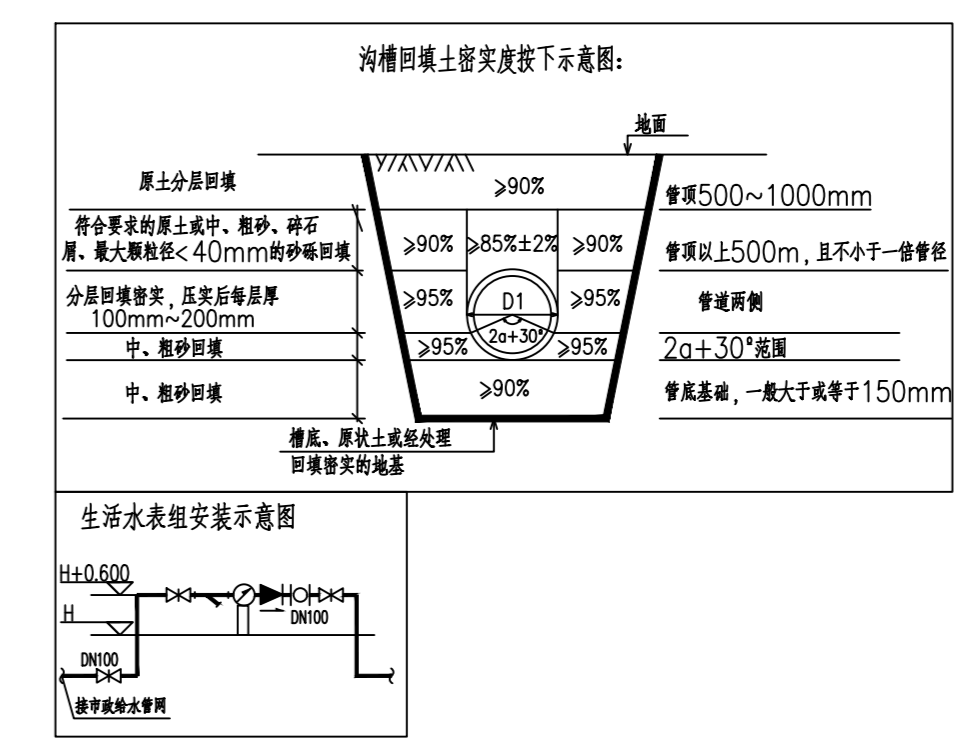 沟槽回填土密实度按下示意图:
地面
原土分层回填
≥90%
管顶500~1000mm
符合要求的原土或中、粗砂、碎石
屑、最大颗粒径<40mm的砂砾回填
≥90%
≥85%±2%
≥90%
管顶以上500m,且不小于一倍管径
分层回填密实,压实后每层厚
100mm~200mm
≥95%
D1
≥95%
管道两侧
中、粗砂回填
≥95%
2a+30°
≥95%
2a+30°范围
中、粗砂回填
≥90%
管底基础,一般大于或等于150mm
槽底、原状土或经处理
回填密实的地基
生活水表组安装示意图
H+0.600
H
DN100
DN100
接市政给水管网